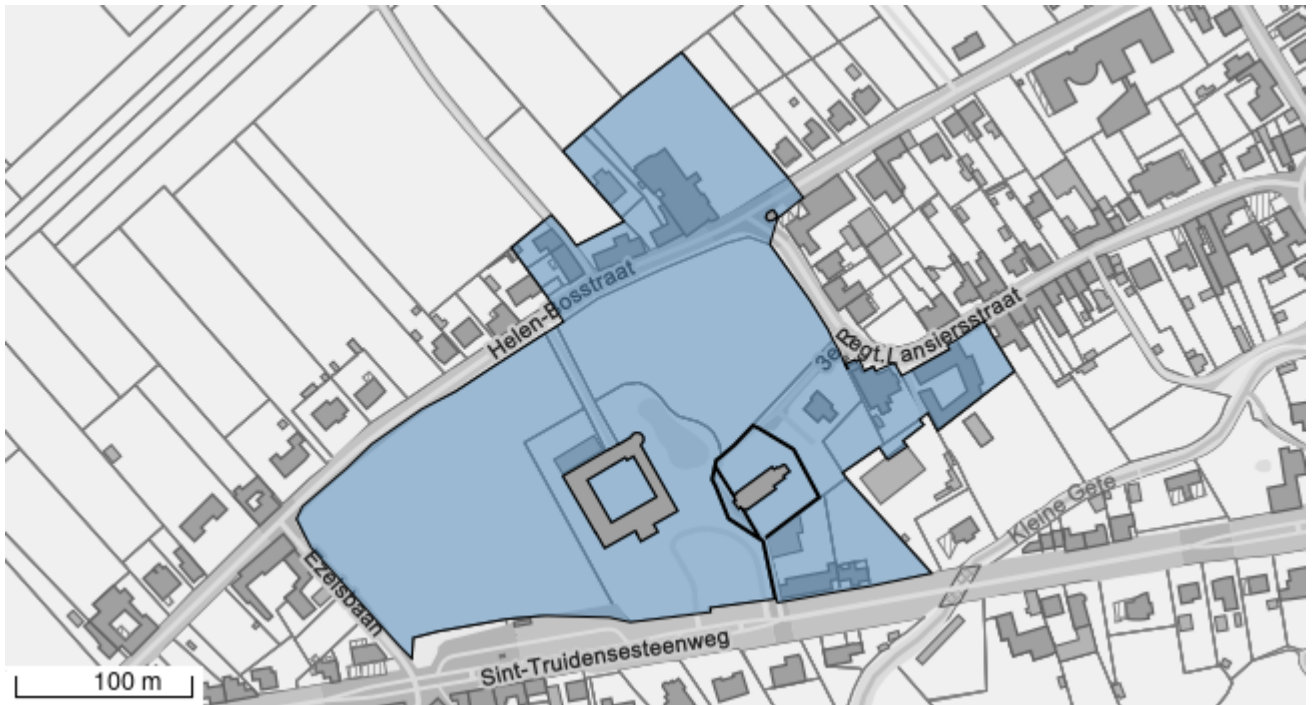 Helen-Bosstraat
3e Regt.Lansiersstraat
Kleine Gete
Ezelsbaan
Sint-Truidensesteenweg
100 m